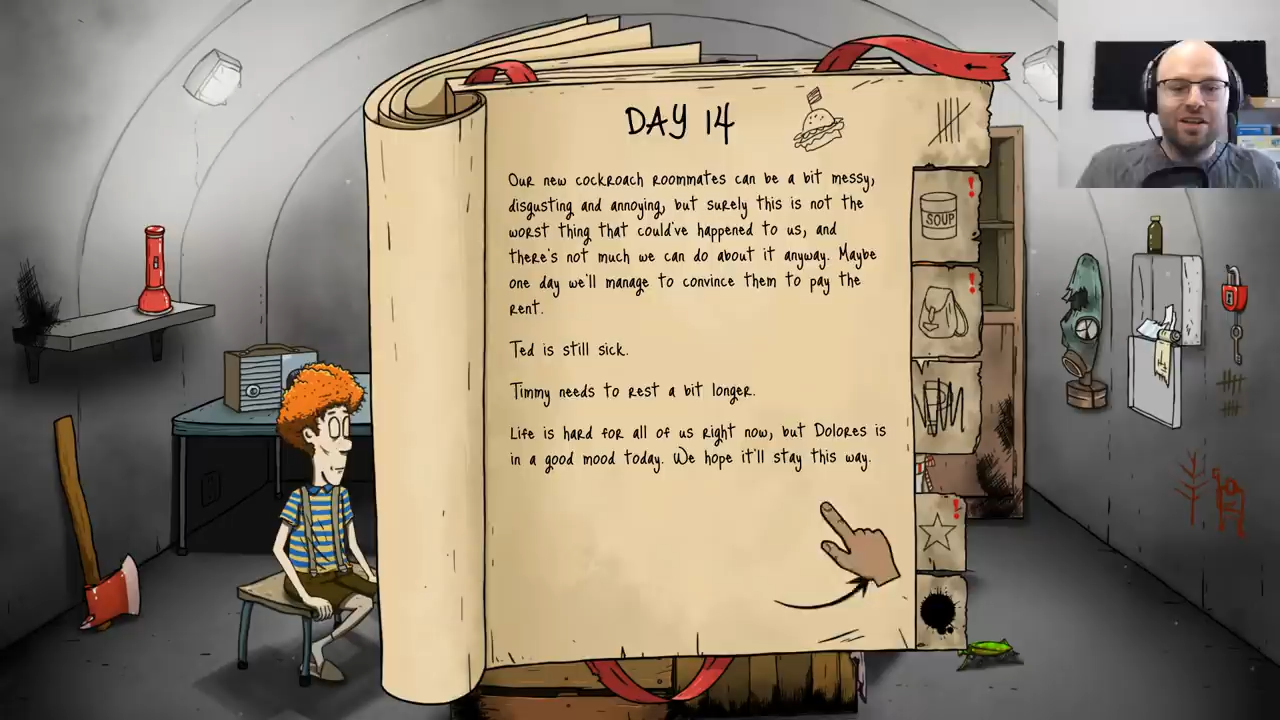 DAY 14
Our new cockroach roommates can be a bit messy,
disgusting and annoying, but surely this is not the
worst thing that could've happened to us, and
there's not much we can do about it anyway. Maybe
one day we'll manage to convince them to pay the
rent.
Ted is still sick.
Timmy needs to rest a bit longer.
Life is hard for all of us right now, but Dolores is
in a good mood today. We hope it'll stay this way.
!
SOUP
!
!